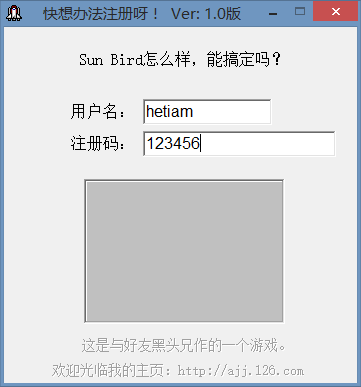 快想办法注册呀！ Ver: 1.0版
Sun Bird怎么样，能搞定吗？
用户名： hetiam
注册码： 123456
这是与好友黑头兄作的一个游戏。
欢迎光临我的主页：http://ajj.126.com